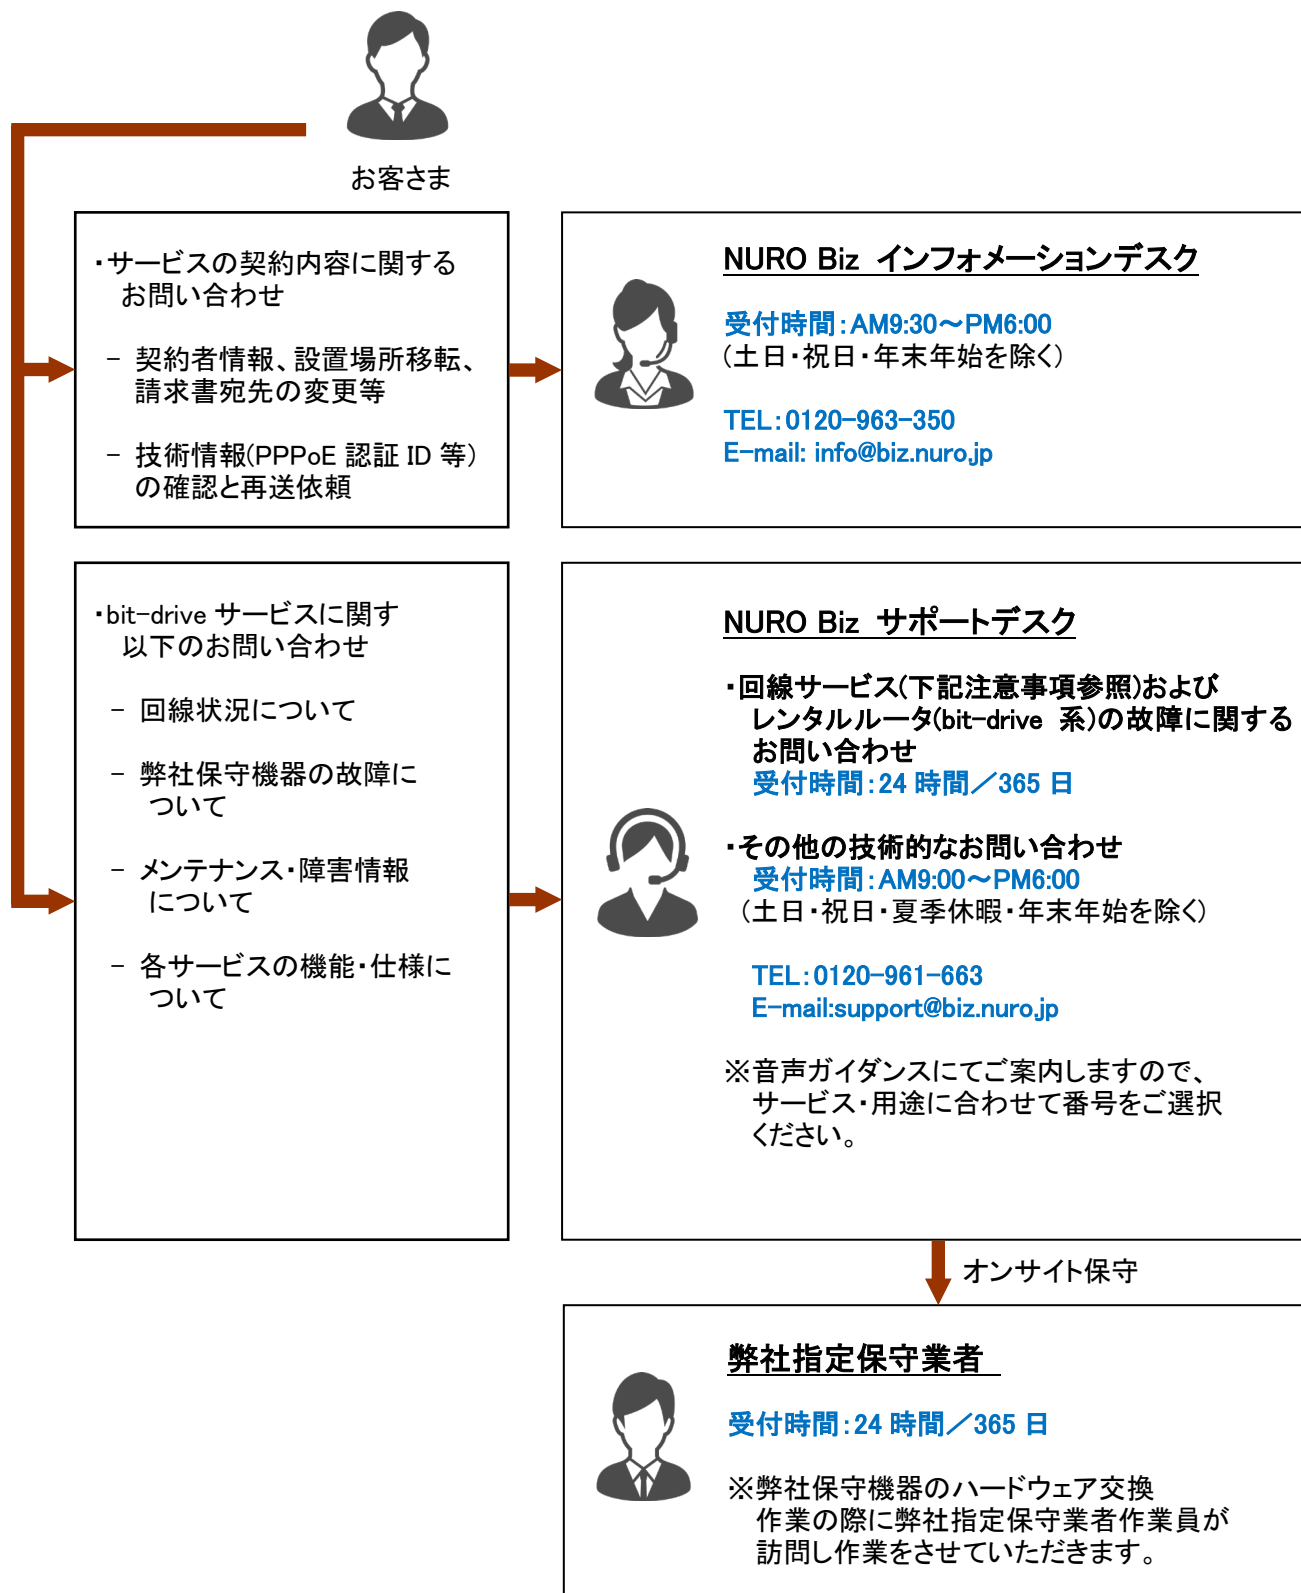 お客さま
・サービスの契約内容に関する
お問い合わせ
- 契約者情報、設置場所移転、
請求書宛先の変更等
- 技術情報(PPPoE 認証 ID 等)
の確認と再送依頼
NURO Biz インフォメーションデスク
受付時間：AM9:30～PM6:00
(土日・祝日・年末年始を除く)
TEL：0120-963-350
E-mail: info@biz.nuro.jp
・bit-drive サービスに関す
以下のお問い合わせ
- 回線状況について
- 弊社保守機器の故障に
ついて
- メンテナンス・障害情報
について
- 各サービスの機能・仕様に
ついて
NURO Biz サポートデスク
・回線サービス(下記注意事項参照)および
レンタルルータ(bit-drive 系)の故障に関する
お問い合わせ
受付時間：24 時間／365 日
・その他の技術的なお問い合わせ
受付時間：AM9:00～PM6:00
(土日・祝日・夏季休暇・年末年始を除く)
TEL：0120-961-663
E-mail:support@biz.nuro.jp
※音声ガイダンスにてご案内しますので、
サービス・用途に合わせて番号をご選択
ください。
オンサイト保守
弊社指定保守業者
受付時間：24 時間／365 日
※弊社保守機器のハードウェア交換
作業の際に弊社指定保守業者作業員が
訪問し作業をさせていただきます。